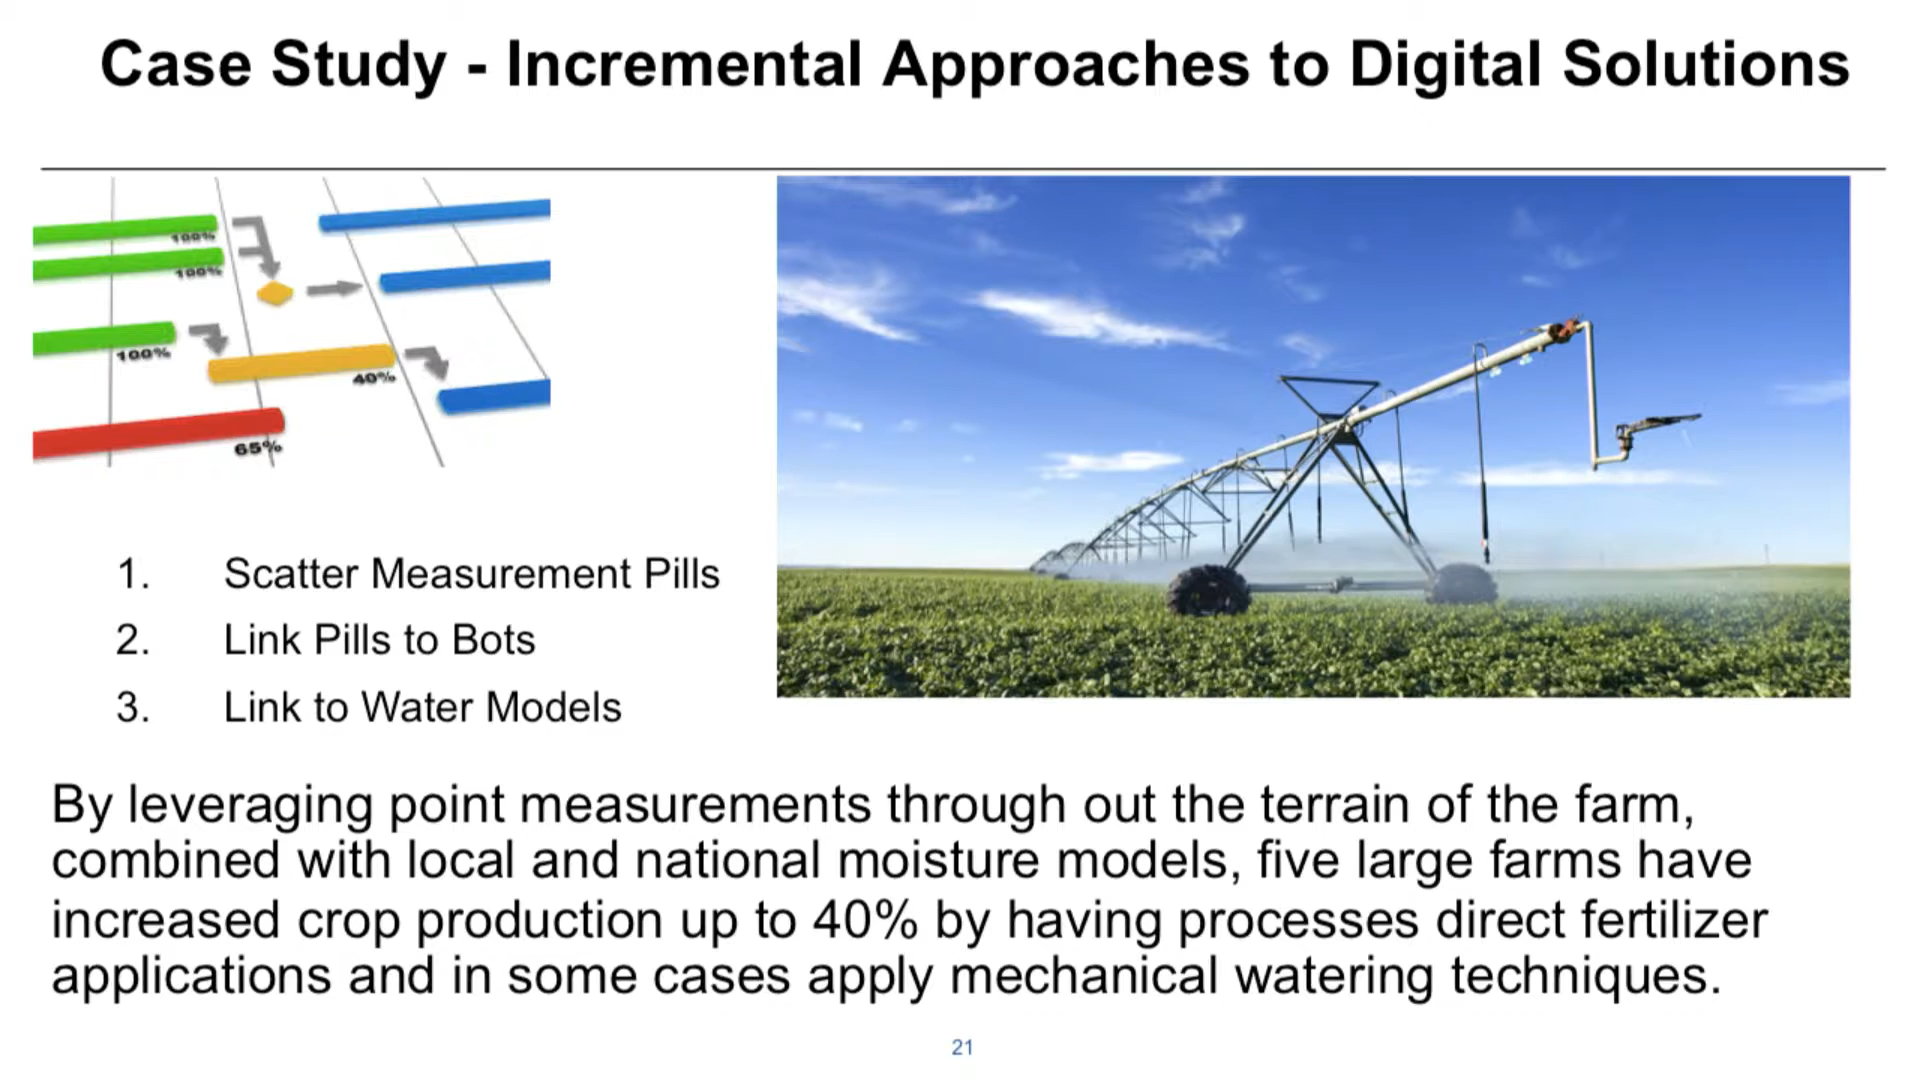 Case Study - Incremental Approaches to Digital Solutions
100%
100%
100%
40%
65%
1. Scatter Measurement Pills
2. Link Pills to Bots
3. Link to Water Models
By leveraging point measurements through out the terrain of the farm,
combined with local and national moisture models, five large farms have
increased crop production up to 40% by having processes direct fertilizer
applications and in some cases apply mechanical watering techniques.
21